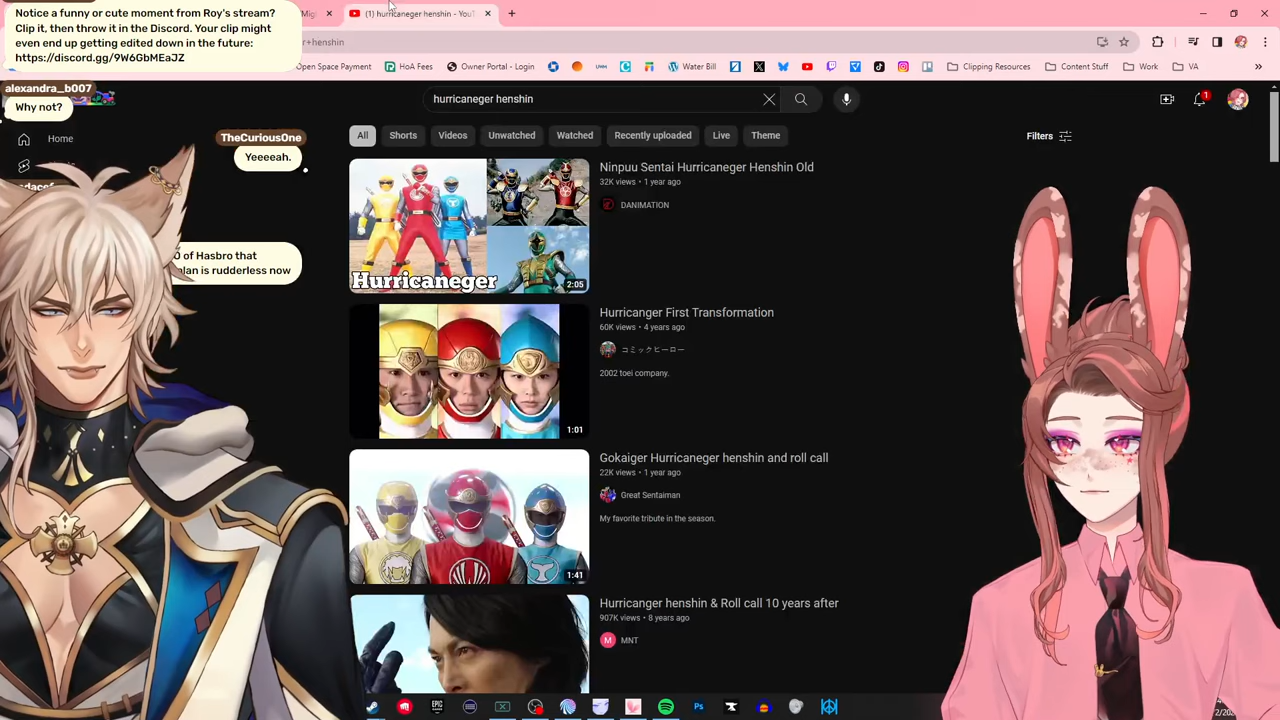 Notice a funny or cute moment from Roy's stream?
Clip it, then throw it in the Discord. Your clip might
even end up getting edited down in the future:
https://discord.gg/9W6GbMEaJZ
(1) hurricaneger henshin - You
+henshin
Open Space Payment
HoA Fees
Owner Portal - Login
Water Bill
Clipping Resources
Content Stuff
Work
VA
alexandra_b007
Why not?
TheCuriousOne
Yeeeeah.
of Hasbro that
plan is rudderless now
Home
hurricaneger henshin
1
All
Shorts
Videos
Unwatched
Watched
Recently uploaded
Live
Theme
Filters
Hurricaneger
2:05
Ninpuu Sentai Hurricaneger Henshin Old
32K views • 1 year ago
DANIMATION
1:01
Hurricanger First Transformation
60K views • 4 years ago
コミックヒーロー
2002 toei company.
1:41
Gokaiger Hurricaneger henshin and roll call
22K views • 1 year ago
Great Sentaiman
My favorite tribute in the season.
Hurricanger henshin & Roll call 10 years after
907K views • 8 years ago
M MNT
EPIC
Ps